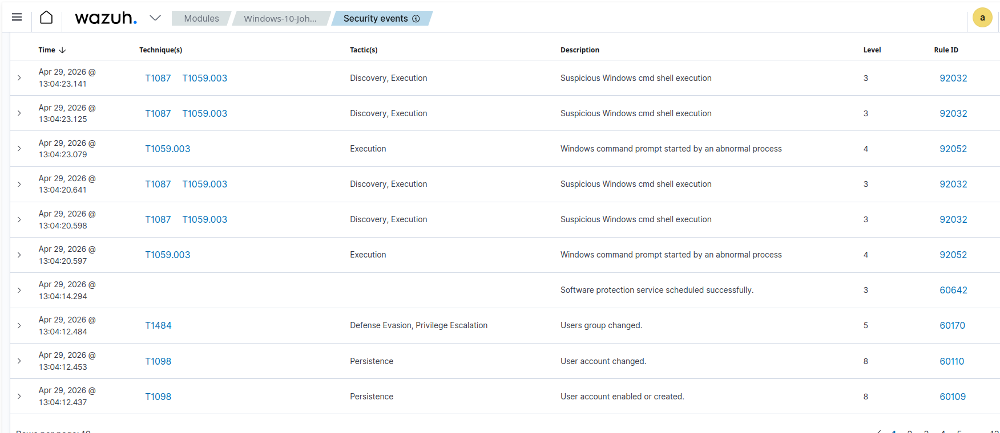 wazuh. Modules Windows-10-Joh... Security events a
Time Technique(s) Tactic(s) Description Level Rule ID
Apr 29, 2026 @
13:04:23.141
T1087 T1059.003 Discovery, Execution Suspicious Windows cmd shell execution 3 92032
Apr 29, 2026 @
13:04:23.125
T1087 T1059.003 Discovery, Execution Suspicious Windows cmd shell execution 3 92032
Apr 29, 2026 @
13:04:23.079
T1059.003 Execution Windows command prompt started by an abnormal process 4 92052
Apr 29, 2026 @
13:04:20.641
T1087 T1059.003 Discovery, Execution Suspicious Windows cmd shell execution 3 92032
Apr 29, 2026 @
13:04:20.598
T1087 T1059.003 Discovery, Execution Suspicious Windows cmd shell execution 3 92032
Apr 29, 2026 @
13:04:20.597
T1059.003 Execution Windows command prompt started by an abnormal process 4 92052
Apr 29, 2026 @
13:04:14.294
Software protection service scheduled successfully. 3 60642
Apr 29, 2026 @
13:04:12.484
T1484 Defense Evasion, Privilege Escalation Users group changed. 5 60170
Apr 29, 2026 @
13:04:12.453
T1098 Persistence User account changed. 8 60110
Apr 29, 2026 @
13:04:12.437
T1098 Persistence User account enabled or created. 8 60109
Rows per page: 10